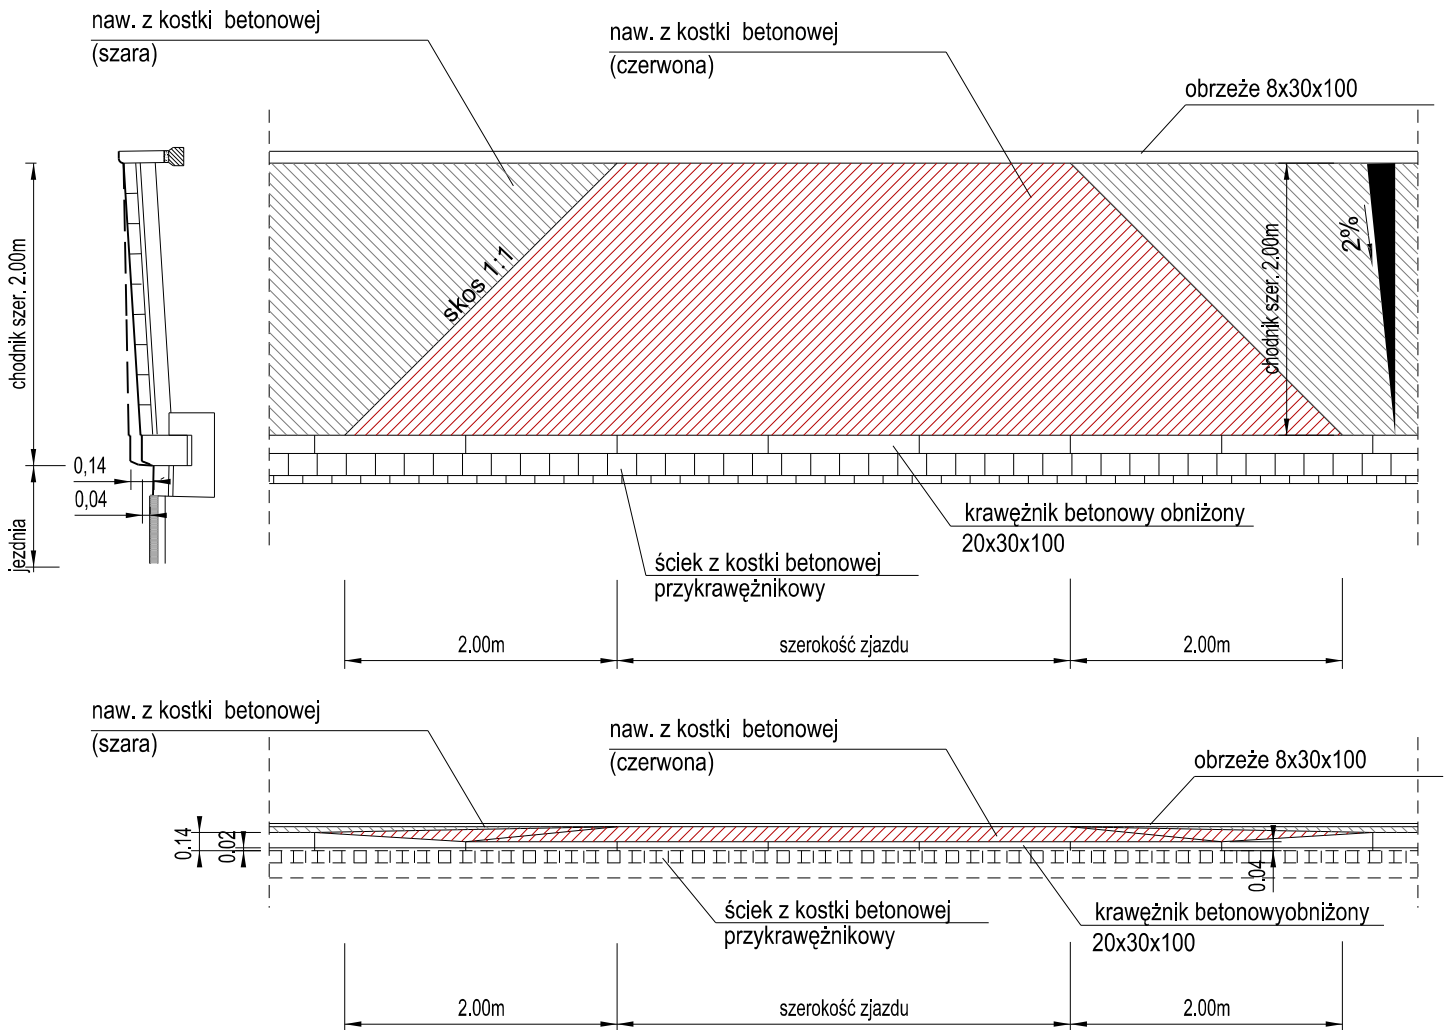 naw. z kostki betonowej
(szara)
naw. z kostki betonowej
(czerwona)
obrzeże 8x30x100
chodnik szer. 2.00m
skos 1:1
chodnik szer. 2.00m
2%
0,14
0,04
jezdnia
krawężnik betonowy obniżony
20x30x100
ściek z kostki betonowej
przykrawężnikowy
2.00m
szerokość zjazdu
2.00m
naw. z kostki betonowej
(szara)
naw. z kostki betonowej
(czerwona)
obrzeże 8x30x100
0.14
0.02
0.04
ściek z kostki betonowej
przykrawężnikowy
krawężnik betonowyobniżony
20x30x100
2.00m
szerokość zjazdu
2.00m